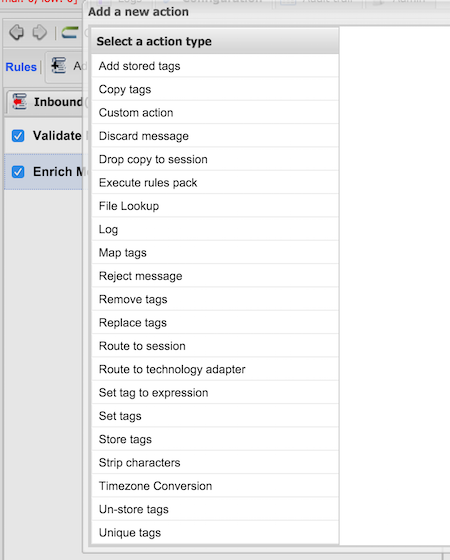 Add a new action
Select a action type
Rules
Inbound
Validate
Enrich M
Add stored tags
Copy tags
Custom action
Discard message
Drop copy to session
Execute rules pack
File Lookup
Log
Map tags
Reject message
Remove tags
Replace tags
Route to session
Route to technology adapter
Set tag to expression
Set tags
Store tags
Strip characters
Timezone Conversion
Un-store tags
Unique tags